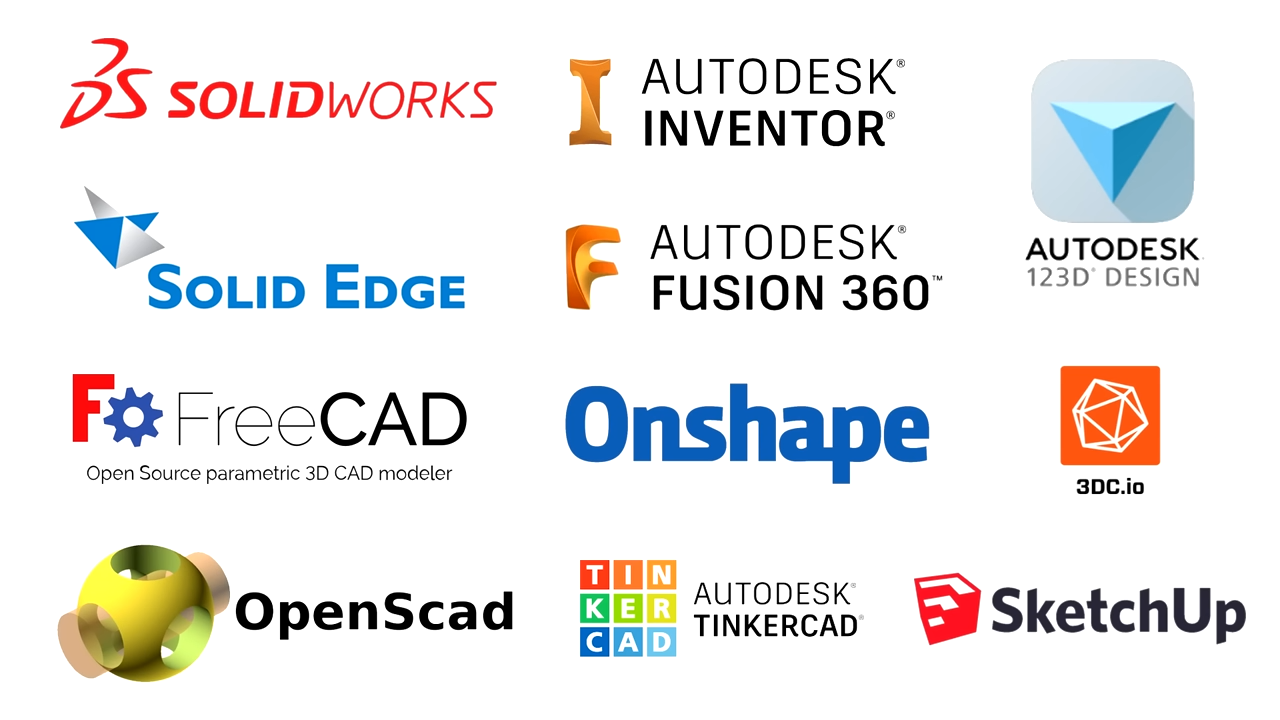 SOLIDWORKS
AUTODESK®
INVENTOR®
AUTODESK
123D® DESIGN
SOLID EDGE
AUTODESK®
FUSION 360™
FreeCAD
Open Source parametric 3D CAD modeler
Onshape
3DC.io
OpenScad
TIN
KER
CAD
AUTODESK®
TINKERCAD®
SketchUp